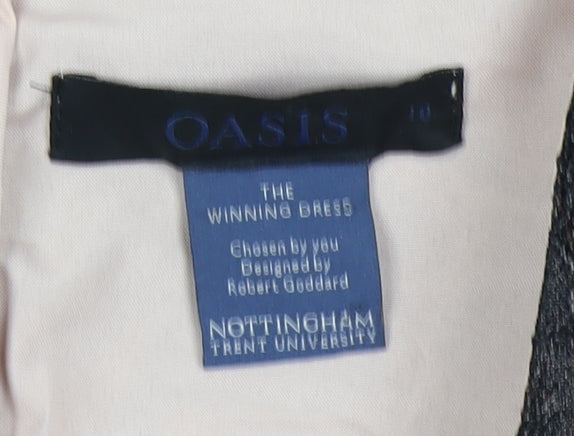 OASIS 10
THE
WINNING DRESS
Chosen by you
Designed by
Robert Goddard
NOTTINGHAM
TRENT UNIVERSITY